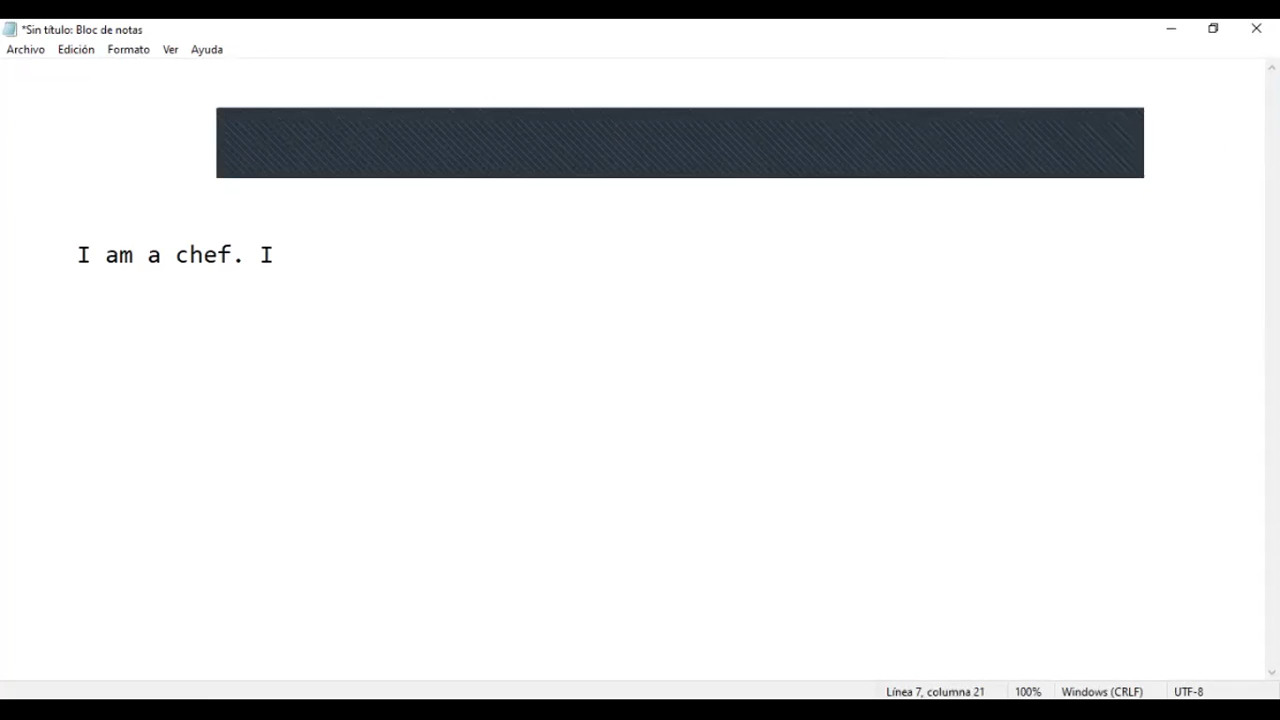 *Sin título: Bloc de notas
Archivo Edición Formato Ver Ayuda
I am a chef. I
Línea 7, columna 21 100% Windows (CRLF) UTF-8